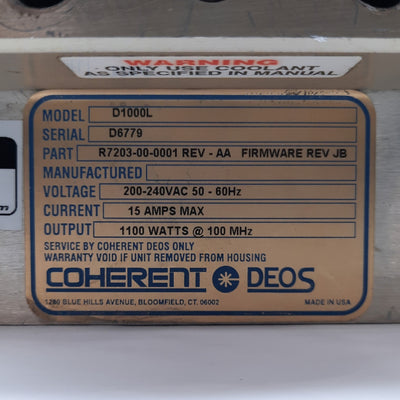 WARNING
ONLY USE COOLANT
AS SPECIFIED IN MANUAL
MODEL D1000L
SERIAL D6779
PART R7203-00-0001 REV - AA FIRMWARE REV JB
MANUFACTURED
VOLTAGE 200-240VAC 50 - 60Hz
CURRENT 15 AMPS MAX
OUTPUT 1100 WATTS @ 100 MHz
SERVICE BY COHERENT DEOS ONLY
WARRANTY VOID IF UNIT REMOVED FROM HOUSING
COHERENT DEOS
1280 BLUE HILLS AVENUE, BLOOMFIELD, CT. 06002 MADE IN USA